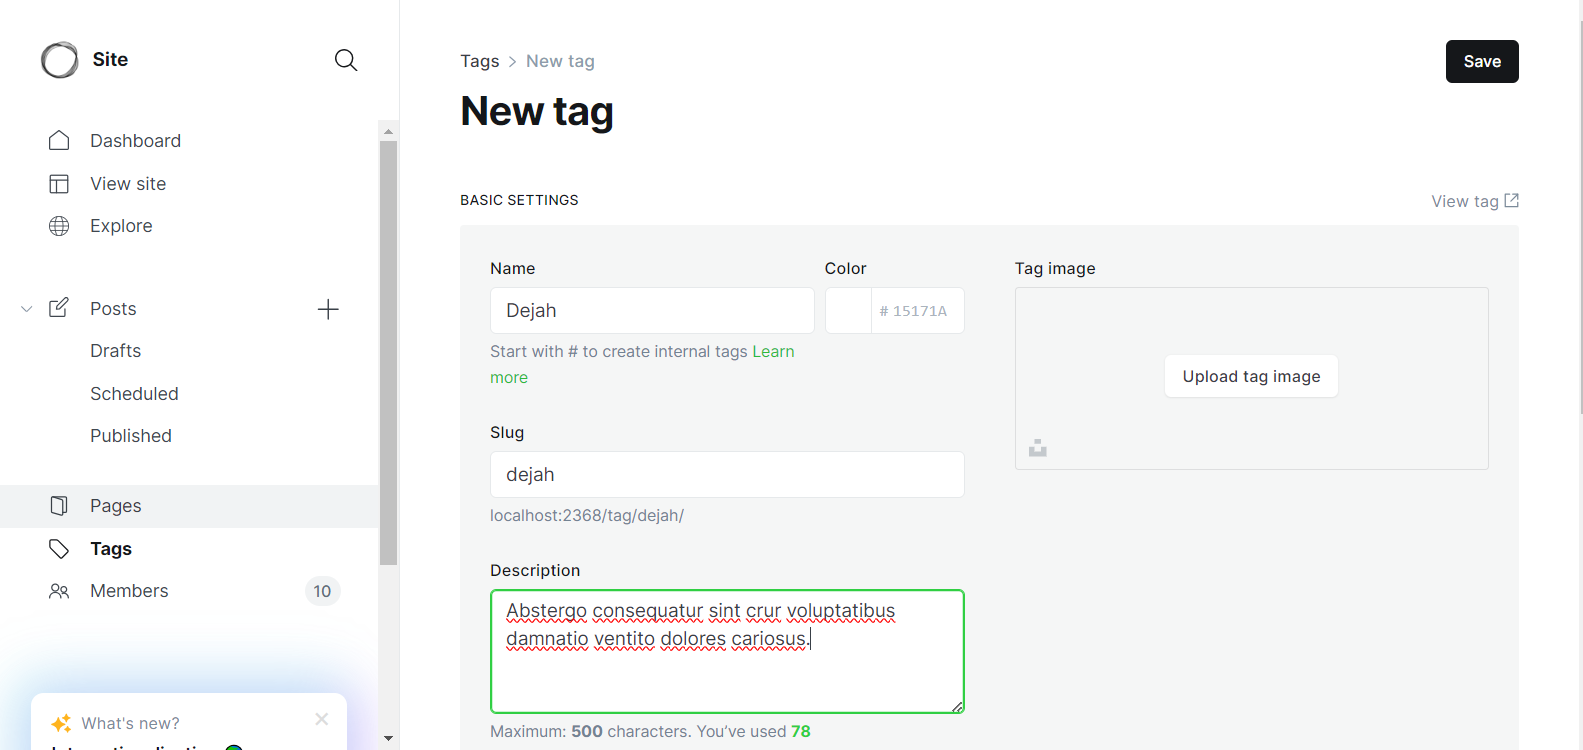 Site
Dashboard
View site
Explore
Posts
Drafts
Scheduled
Published
Pages
Tags
Members 10
What's new?
Tags > New tag
Save
New tag
BASIC SETTINGS
View tag
Name
Dejah
Start with # to create internal tags Learn
more
Color
# 15171A
Slug
dejah
localhost:2368/tag/dejah/
Description
Abstergo consequatur sint crur voluptatibus
damnatio ventito dolores cariosus.
Maximum: 500 characters. You've used 78
Tag image
Upload tag image